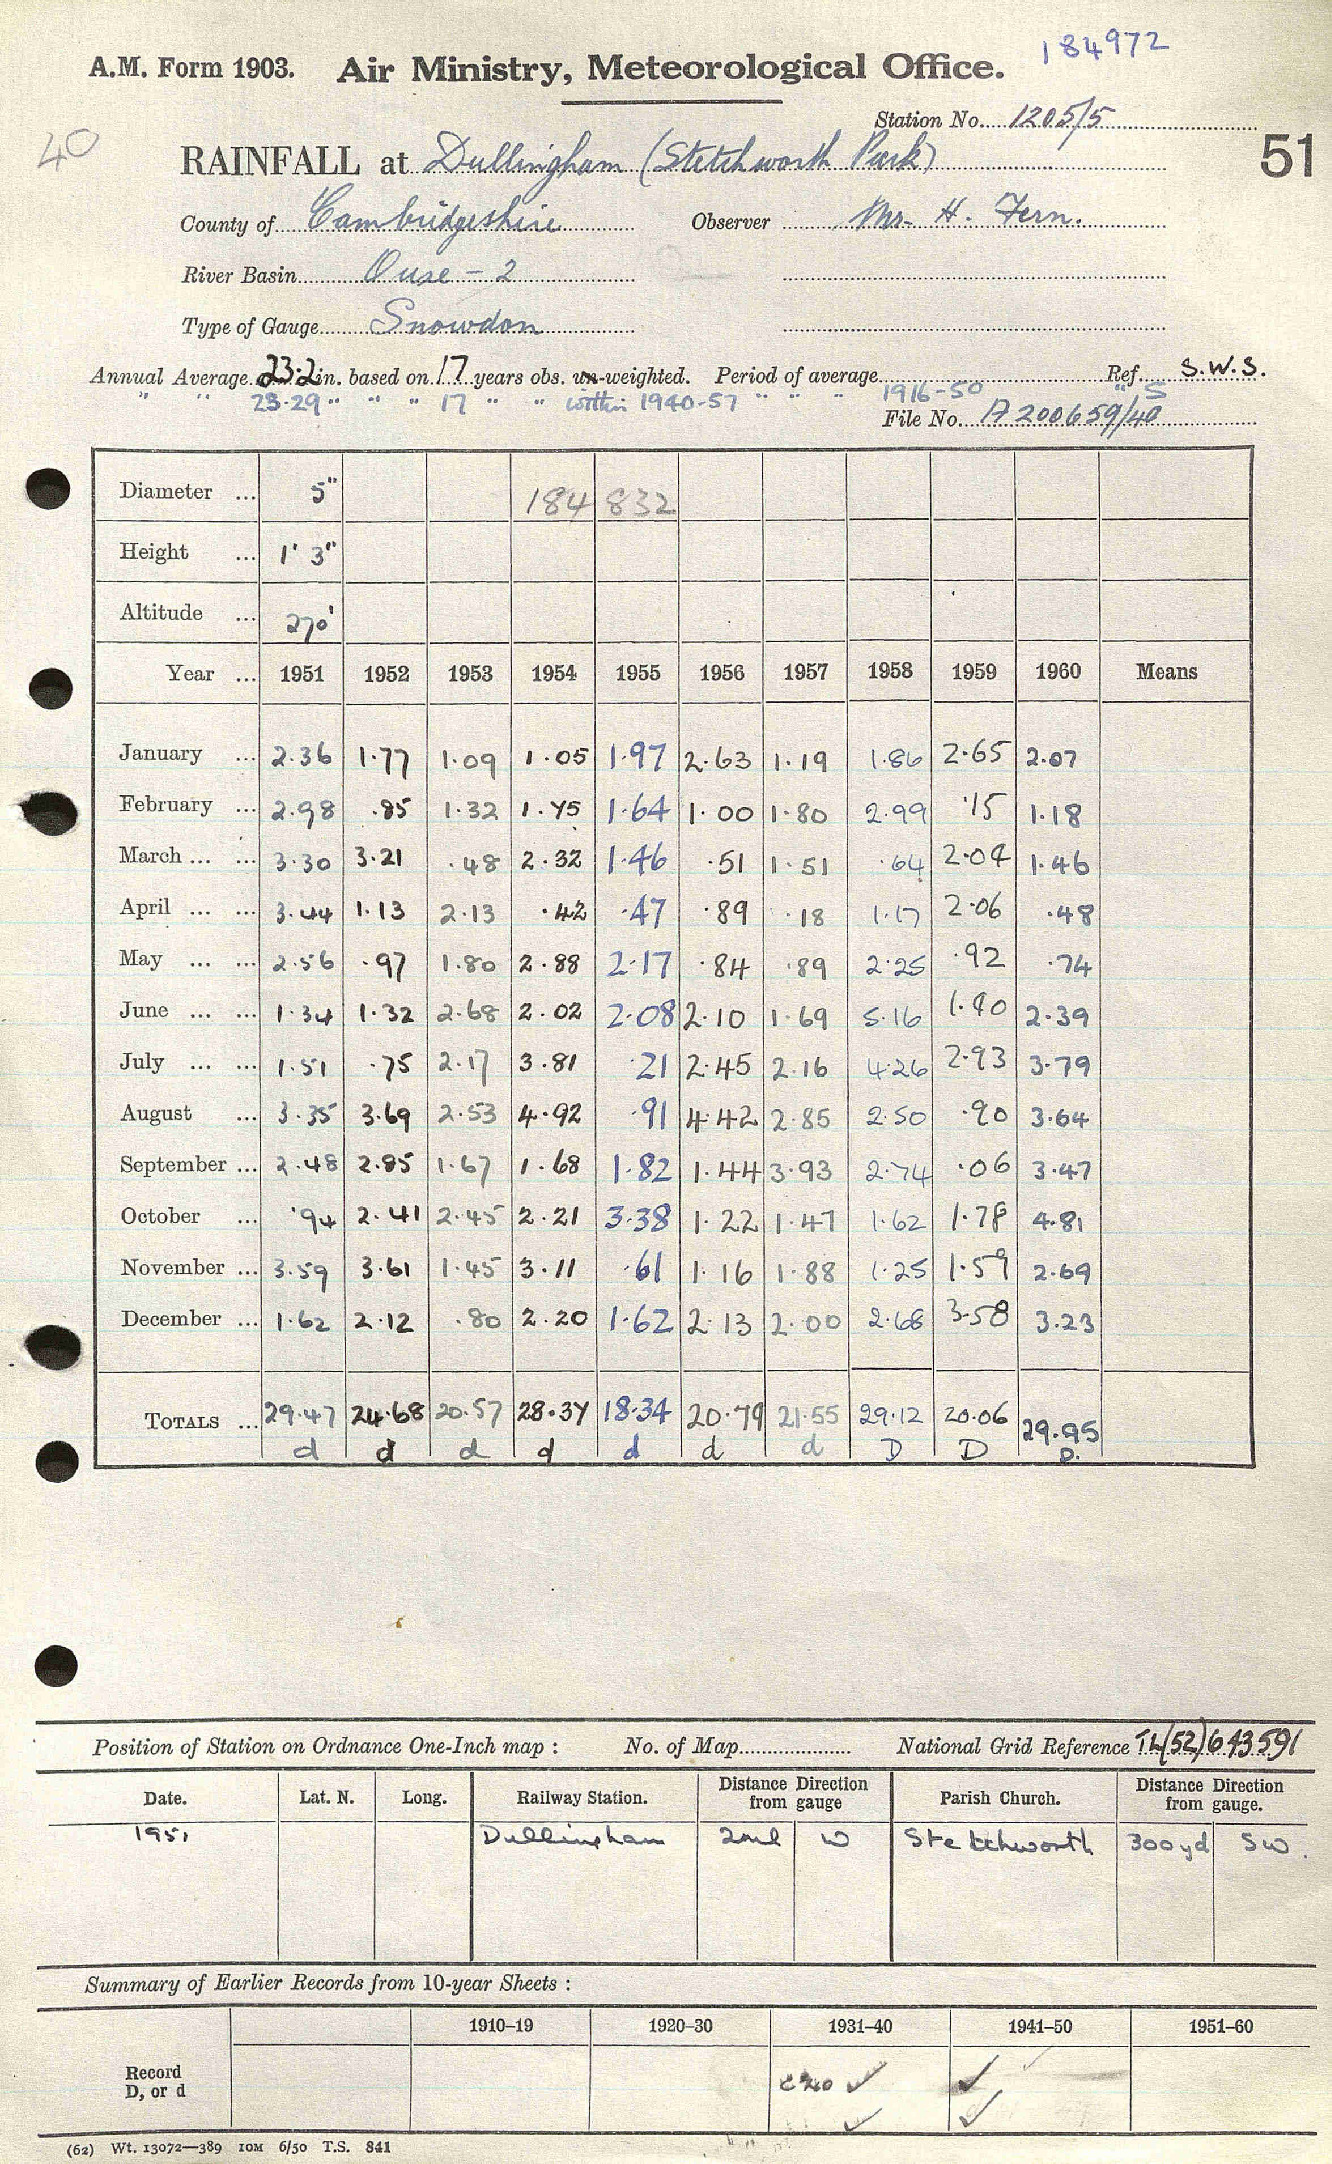 184972
A.M. Form 1903. Air Ministry, Meteorological Office.
Station No. 1205/5
40
51
RAINFALL at Dullingham (Stetchworth Park)
County of Cambridgeshire Observer Mr. H. Fern.
River Basin Ouse - 2
Type of Gauge Snowdon
Annual Average 23.2 in. based on 17 years obs. un-weighted. Period of average Ref. S.W.S.
" " 23.29 " " " 17 " " within 1940-57 " " " 1916-50 " S
File No. A200659/40
Diameter ... 5" 184 832
Height ... 1' 3"
Altitude ... 270'
Year ... 1951 1952 1953 1954 1955 1956 1957 1958 1959 1960 Means
January ... 2.36 1.77 1.09 1.05 1.97 2.63 1.19 1.86 2.65 2.07
February ... 2.98 .85 1.32 1.75 1.64 1.00 1.80 2.99 .15 1.18
March ... ... 3.30 3.21 .48 2.32 1.46 .51 1.51 .64 2.04 1.46
April ... ... 3.44 1.13 2.13 .42 .47 .89 .18 1.17 2.06 .48
May ... ... 2.56 .97 1.80 2.88 2.17 .84 .89 2.25 .92 .74
June ... ... 1.34 1.32 2.68 2.02 2.08 2.10 1.69 5.16 1.40 2.39
July ... ... 1.51 .75 2.17 3.81 .21 2.45 2.16 4.26 2.93 3.79
August ... 3.35 3.69 2.53 4.92 .91 4.42 2.85 2.50 .90 3.64
September ... 2.48 2.85 1.67 1.68 1.82 1.44 3.93 2.74 .06 3.47
October ... .94 2.41 2.45 2.21 3.38 1.22 1.47 1.62 1.78 4.81
November ... 3.59 3.61 1.45 3.11 .61 1.16 1.88 1.25 1.59 2.69
December ... 1.62 2.12 .80 2.20 1.62 2.13 2.00 2.68 3.58 3.23
TOTALS ... 29.47 24.68 20.57 28.37 18.34 20.79 21.55 29.12 20.06 29.95
d d d d d d d D D D.
Position of Station on Ordnance One-Inch map : No. of Map National Grid Reference TL(52)643591
Date. Lat. N. Long. Railway Station. Distance from gauge Direction Parish Church. Distance from gauge. Direction
1951 Dullingham 2ml W Stetchworth 300yd SW.
Summary of Earlier Records from 10-year Sheets :
1910–19 1920–30 1931–40 1941–50 1951–60
Record
D, or d
c40 ✓ ✓
✓ ✓
(62) Wt. 13072—389 10M 6/50 T.S. 841